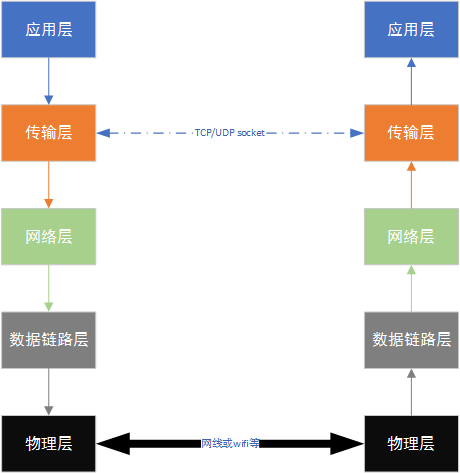 应用层
应用层
传输层
TCP/UDP socket
传输层
网络层
网络层
数据链路层
数据链路层
物理层
网线或wifi等
物理层